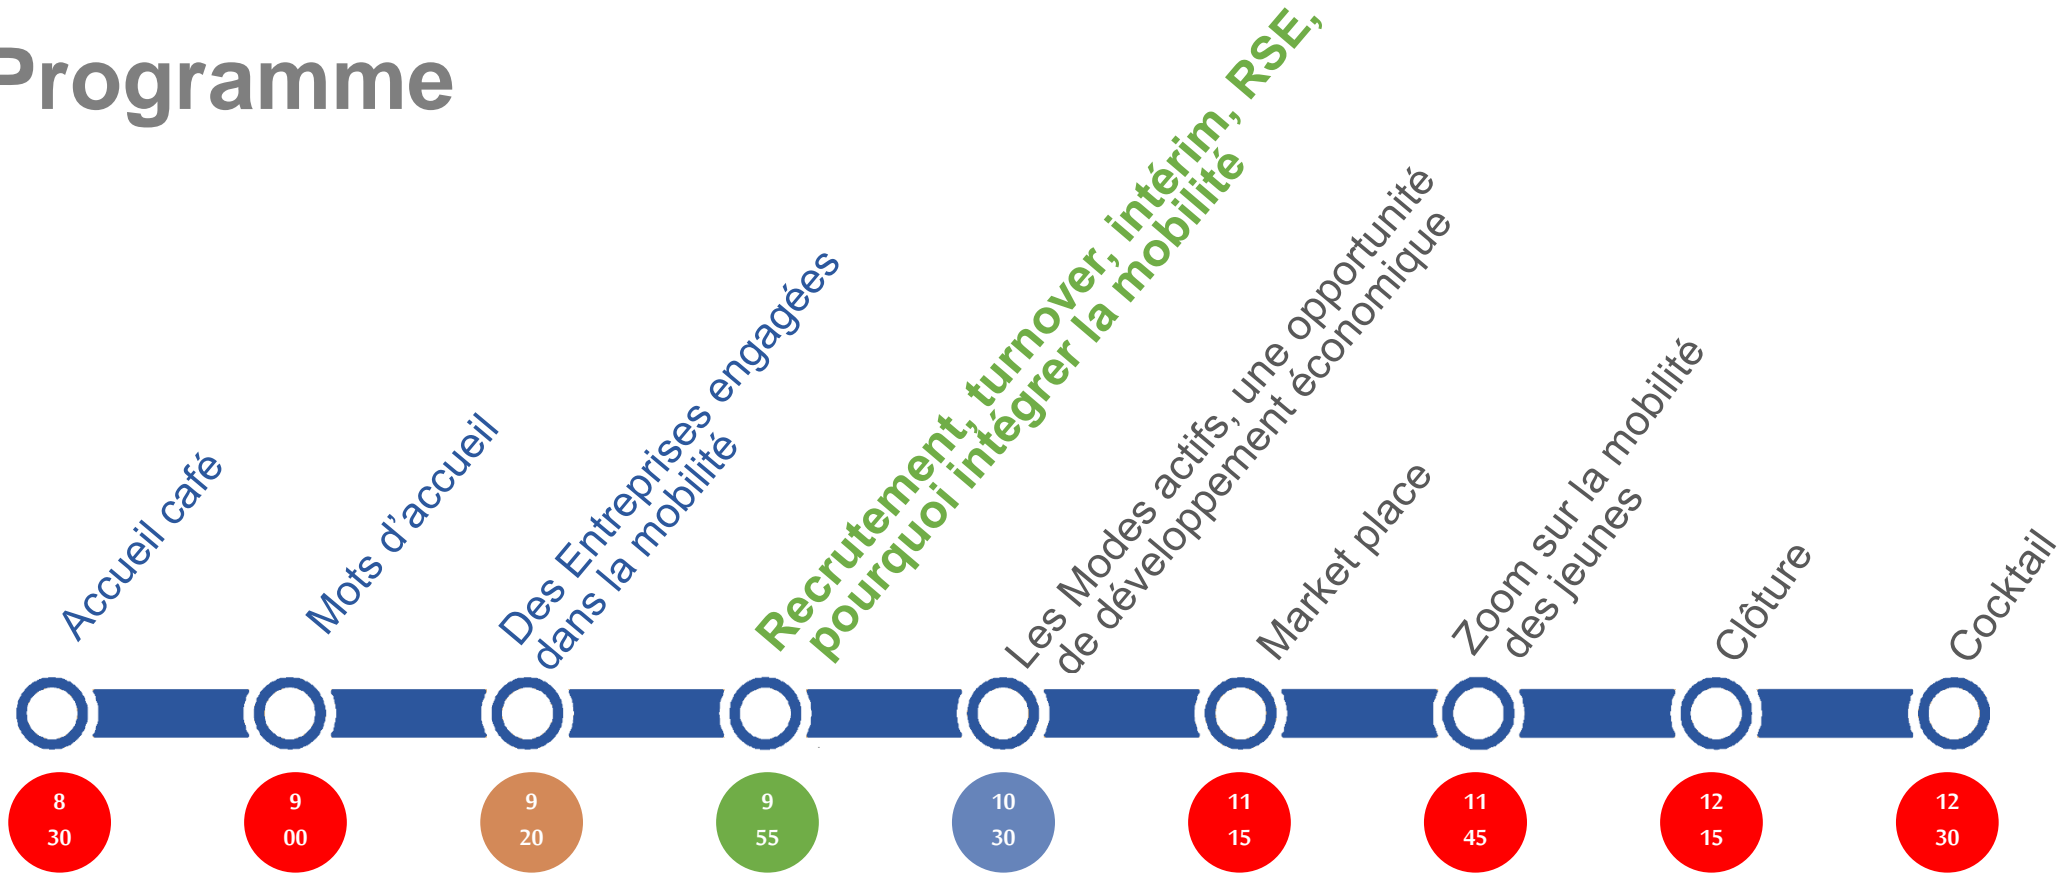 Programme
Accueil café
Mots d’accueil
Des Entreprises engagées
dans la mobilité
Recrutement, turnover, intérim, RSE,
pourquoi intégrer la mobilité
Les Modes actifs, une opportunité
de développement économique
Market place
Zoom sur la mobilité
des jeunes
Clôture
Cocktail
8
30
9
00
9
20
9
55
10
30
11
15
11
45
12
15
12
30